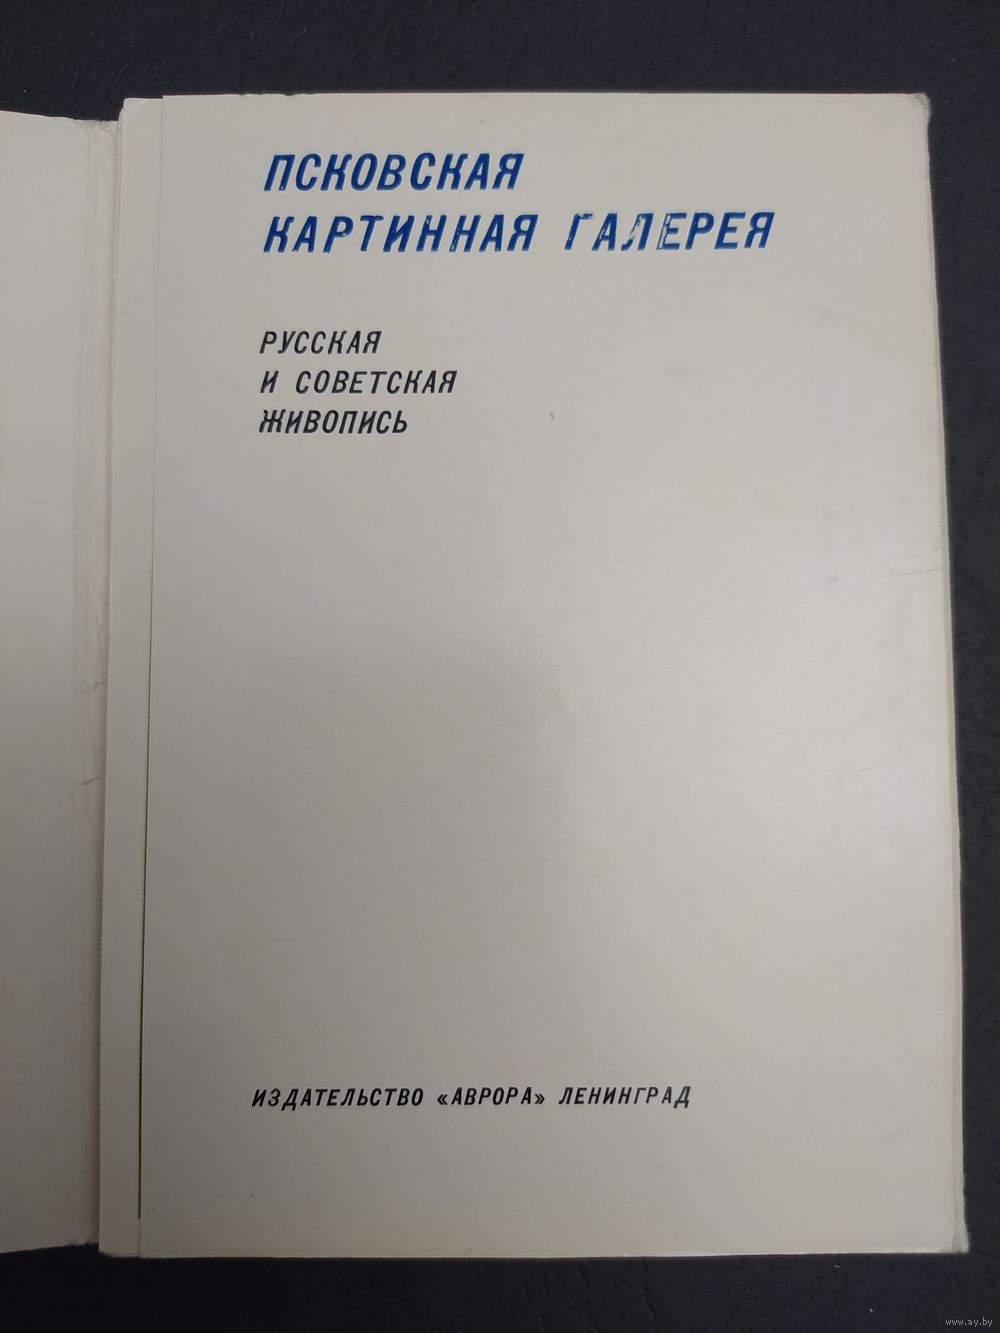 ПСКОВСКАЯ
КАРТИННАЯ ГАЛЕРЕЯ
РУССКАЯ
И СОВЕТСКАЯ
ЖИВОПИСЬ
ИЗДАТЕЛЬСТВО «АВРОРА» ЛЕНИНГРАД
www.ay.by